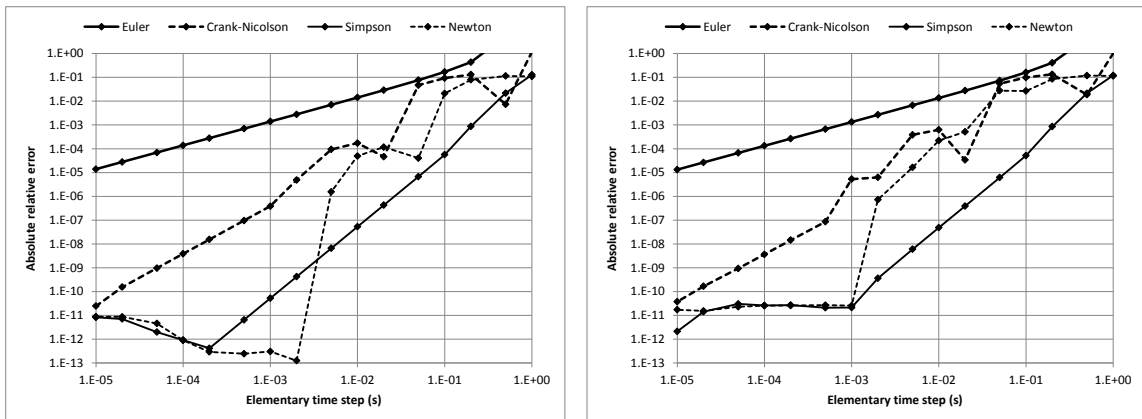 Euler Crank-Nicolson Simpson Newton
1.E+00
1.E-01
1.E-02
1.E-03
1.E-04
1.E-05
1.E-06
1.E-07
1.E-08
1.E-09
1.E-10
1.E-11
1.E-12
1.E-13
Absolute relative error
1.E-05 1.E-04 1.E-03 1.E-02 1.E-01 1.E+00
Elementary time step (s)
Euler Crank-Nicolson Simpson Newton
1.E+00
1.E-01
1.E-02
1.E-03
1.E-04
1.E-05
1.E-06
1.E-07
1.E-08
1.E-09
1.E-10
1.E-11
1.E-12
1.E-13
Absolute relative error
1.E-05 1.E-04 1.E-03 1.E-02 1.E-01 1.E+00
Elementary time step (s)